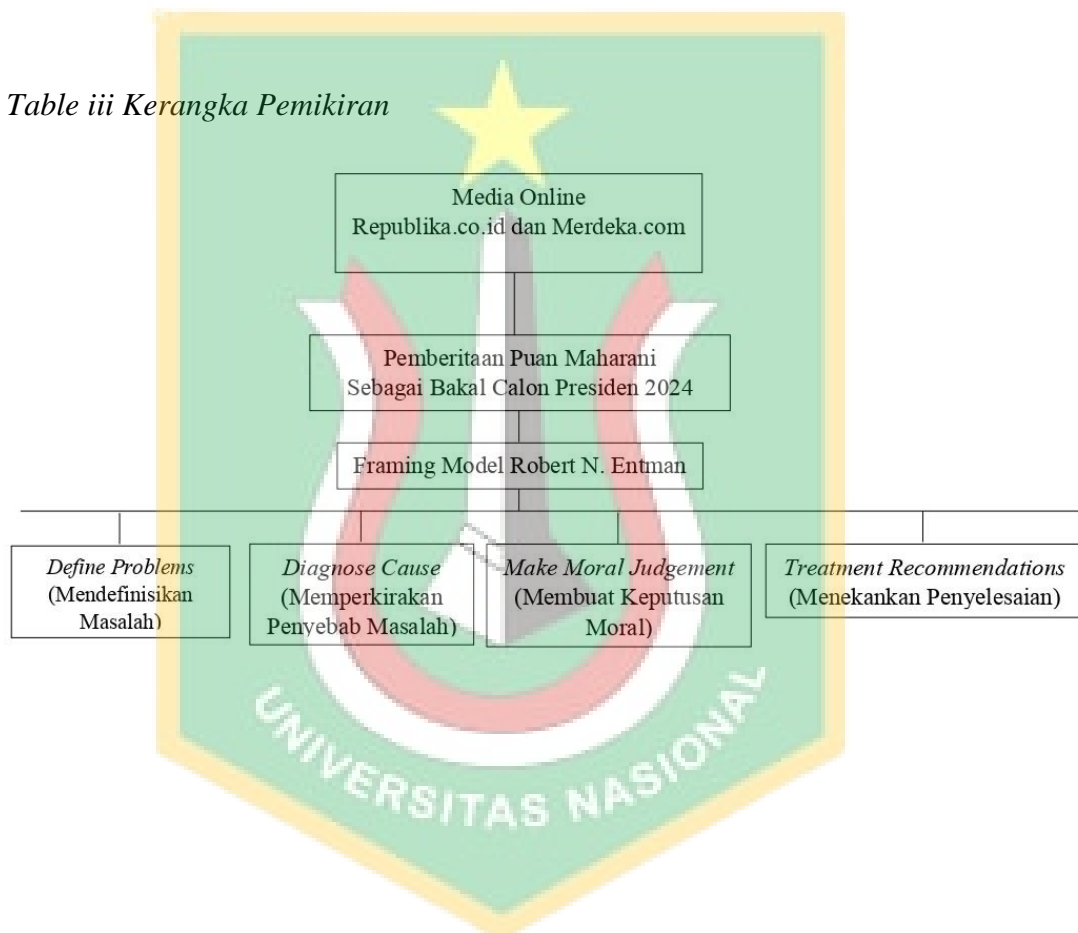 Table iii Kerangka Pemikiran
Media Online
Republika.co.id dan Merdeka.com
Pemberitaan Puan Maharani
Sebagai Bakal Calon Presiden 2024
Framing Model Robert N. Entman
Define Problems
(Mendefinisikan
Masalah)
Diagnose Cause
(Memperkirakan
Penyebab Masalah)
Make Moral Judgement
(Membuat Keputusan
Moral)
Treatment Recommendations
(Menekankan Penyelesaian)
UNIVERSITAS NASIONAL